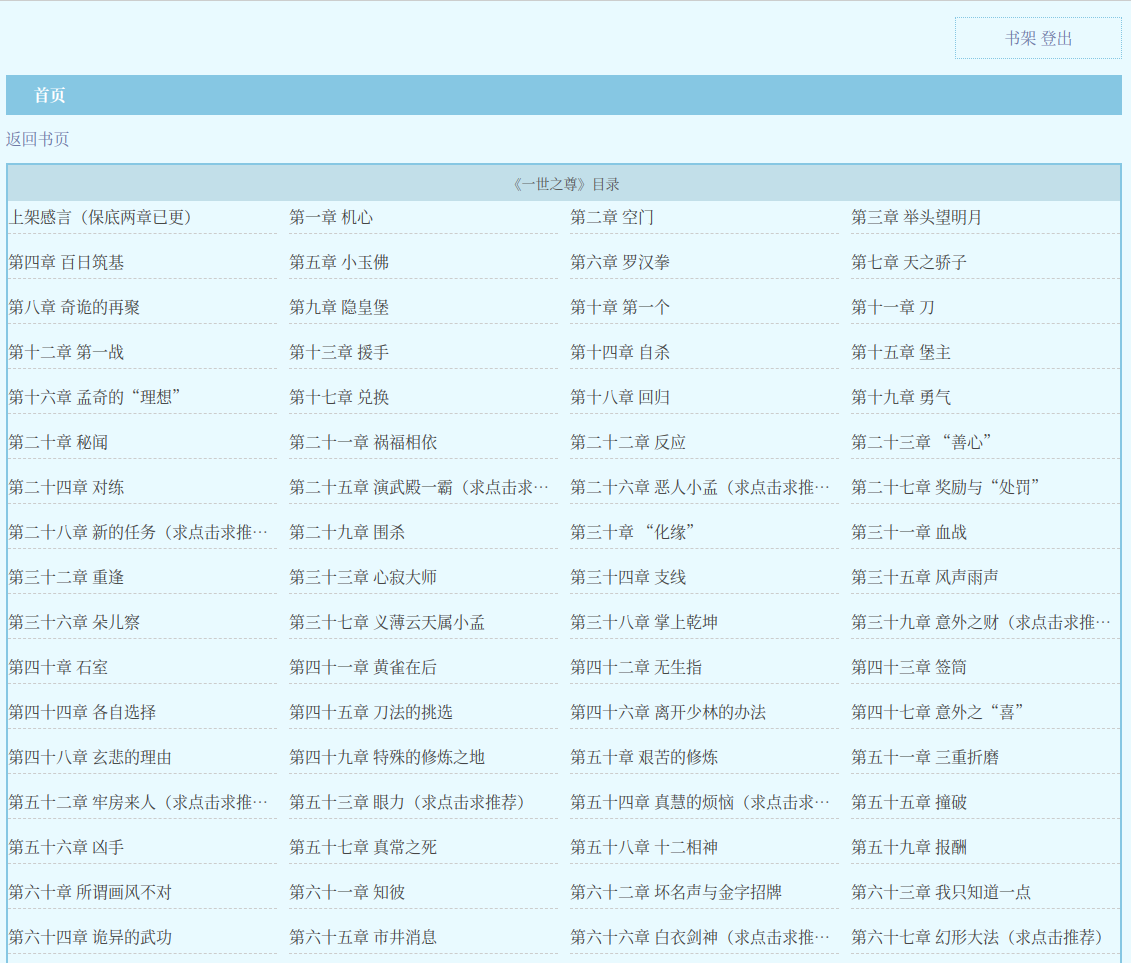 书架 登出
首页
返回书页
《一世之尊》目录
上架感言（保底两章已更） 第一章 机心 第二章 空门 第三章 举头望明月
第四章 百日筑基 第五章 小玉佛 第六章 罗汉拳 第七章 天之骄子
第八章 奇诡的再聚 第九章 隐皇堡 第十章 第一个 第十一章 刀
第十二章 第一战 第十三章 援手 第十四章 自杀 第十五章 堡主
第十六章 孟奇的“理想” 第十七章 兑换 第十八章 回归 第十九章 勇气
第二十章 秘闻 第二十一章 祸福相依 第二十二章 反应 第二十三章 “善心”
第二十四章 对练 第二十五章 演武殿一霸（求点击求… 第二十六章 恶人小孟（求点击求推… 第二十七章 奖励与“处罚”
第二十八章 新的任务（求点击求推… 第二十九章 围杀 第三十章 “化缘” 第三十一章 血战
第三十二章 重逢 第三十三章 心寂大师 第三十四章 支线 第三十五章 风声雨声
第三十六章 朵儿察 第三十七章 义薄云天属小孟 第三十八章 掌上乾坤 第三十九章 意外之财（求点击求推…
第四十章 石室 第四十一章 黄雀在后 第四十二章 无生指 第四十三章 签筒
第四十四章 各自选择 第四十五章 刀法的挑选 第四十六章 离开少林的办法 第四十七章 意外之“喜”
第四十八章 玄悲的理由 第四十九章 特殊的修炼之地 第五十章 艰苦的修炼 第五十一章 三重折磨
第五十二章 牢房来人（求点击求推… 第五十三章 眼力（求点击求推荐） 第五十四章 真慧的烦恼（求点击求… 第五十五章 撞破
第五十六章 凶手 第五十七章 真常之死 第五十八章 十二相神 第五十九章 报酬
第六十章 所谓画风不对 第六十一章 知彼 第六十二章 坏名声与金字招牌 第六十三章 我只知道一点
第六十四章 诡异的武功 第六十五章 市井消息 第六十六章 白衣剑神（求点击求推… 第六十七章 幻形大法（求点击推荐）